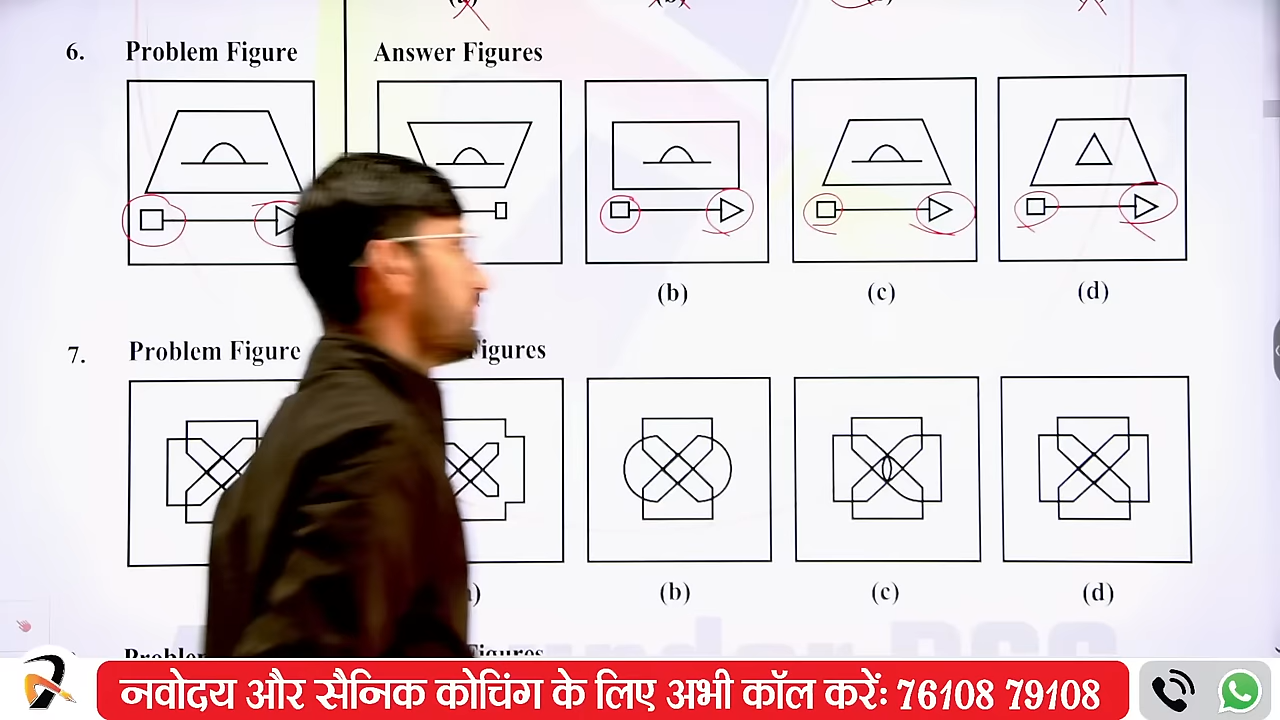 6. Problem Figure Answer Figures
(b) (c) (d)
7. Problem Figure Figures
(b) (c) (d)
नवोदय और सैनिक कोचिंग के लिए अभी कॉल करें: 76108 79108